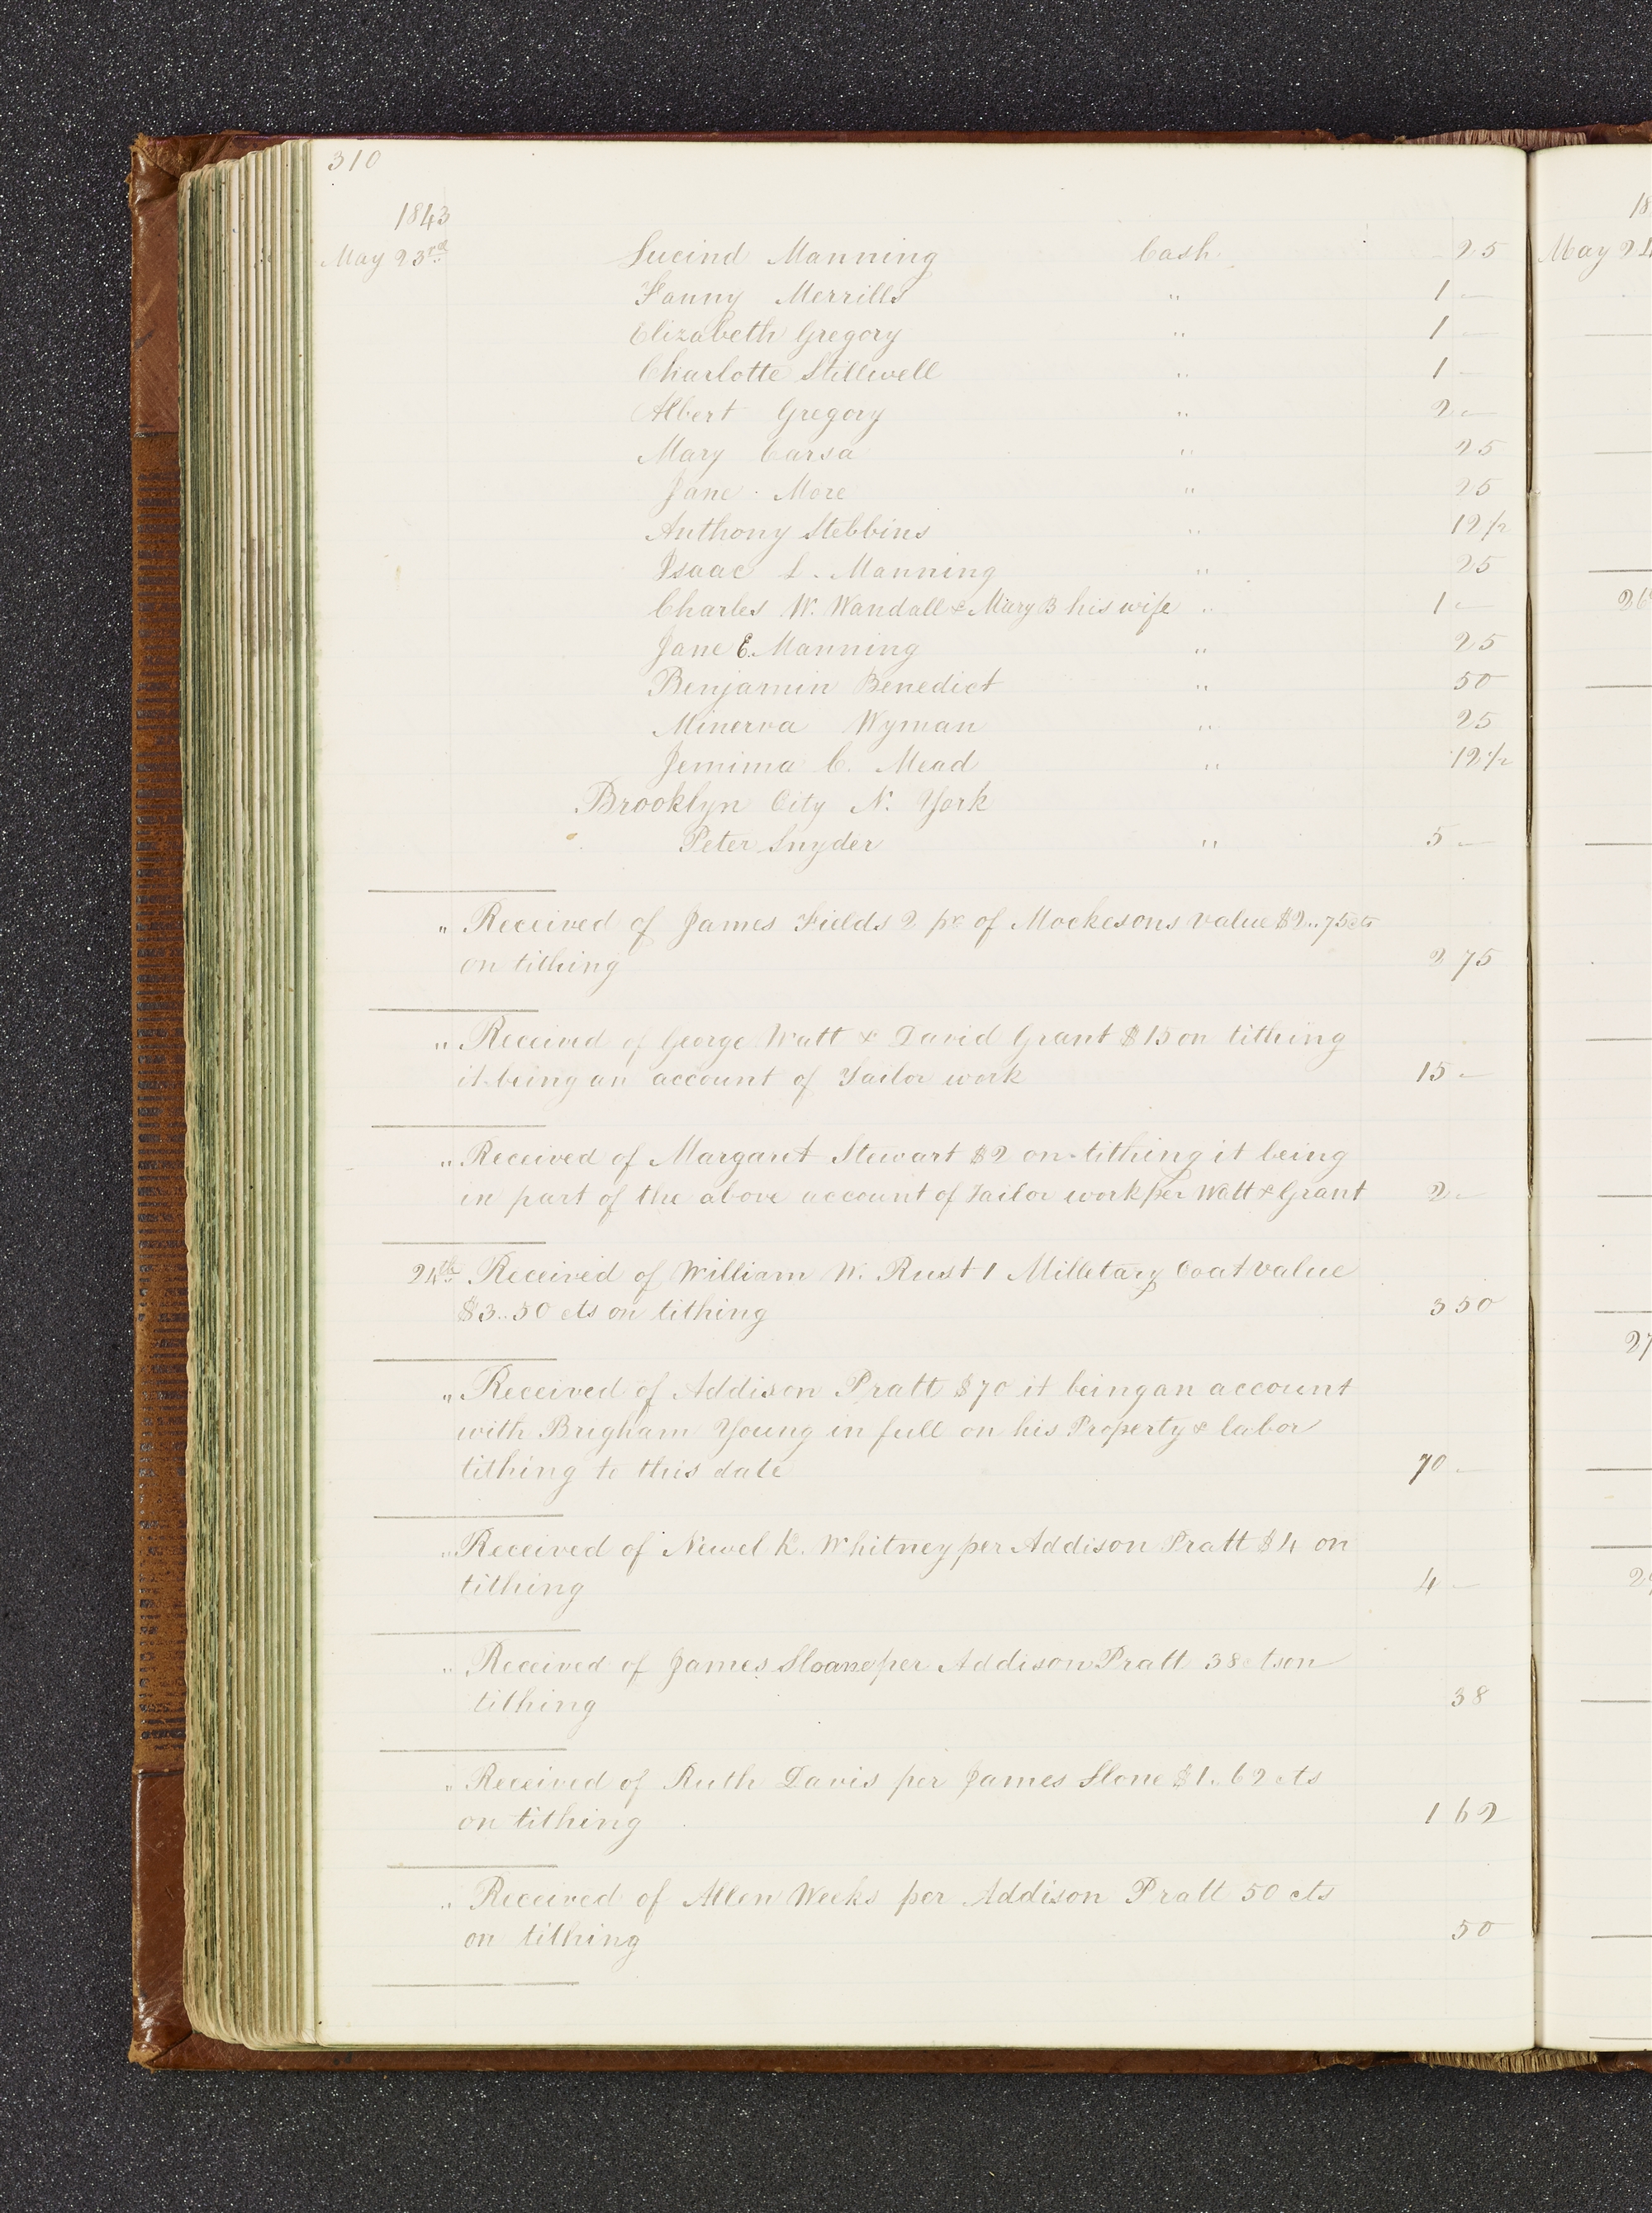 310
1843
May 23rd Lucind Manning Cash 25
Fanny Merrills " 1 —
Elizabeth Gregory " 1 —
Charlotte Stillwell " 1 —
Albert Gregory " 2 —
Mary Carsa " 25
Jane More " 25
Anthony Stebbins " 12 1/2
Isaac L. Manning " 25
Charles W. Wandall & Mary B his wife " 1 —
Jane E. Manning " 25
Benjamin Benedict " 50
Minerva Wyman " 25
Jemima C. Mead " 12 1/2
Brooklyn City N. York
Peter Snyder " 5 —
" Received of James Fields 2 pr of Mockesons value $2..75 cts
on tithing 2 75
" Received of George Watt & David Grant $15 on tithing
it being an account of Tailor work 15 —
" Received of Margaret Stewart $2 on tithing it being
in part of the above account of Tailor work per Watt & Grant 2 —
24th Received of William W. Rust 1 Milletary Coat value
$3..50 cts on tithing 3 50
" Received of Addison Pratt $70 it being an account
with Brigham Young in full on his Property & labor
tithing to this date 70 —
" Received of Newel K. Whitney per Addison Pratt $4 on
tithing 4 —
" Received of James Sloane per Addison Pratt 38 cts on
tithing 38
" Received of Ruth Davis per James Slone $1..62 cts
on tithing 1 62
" Received of Allen Weeks per Addison Pratt 50 cts
on tithing 50
18
May 24
26
27